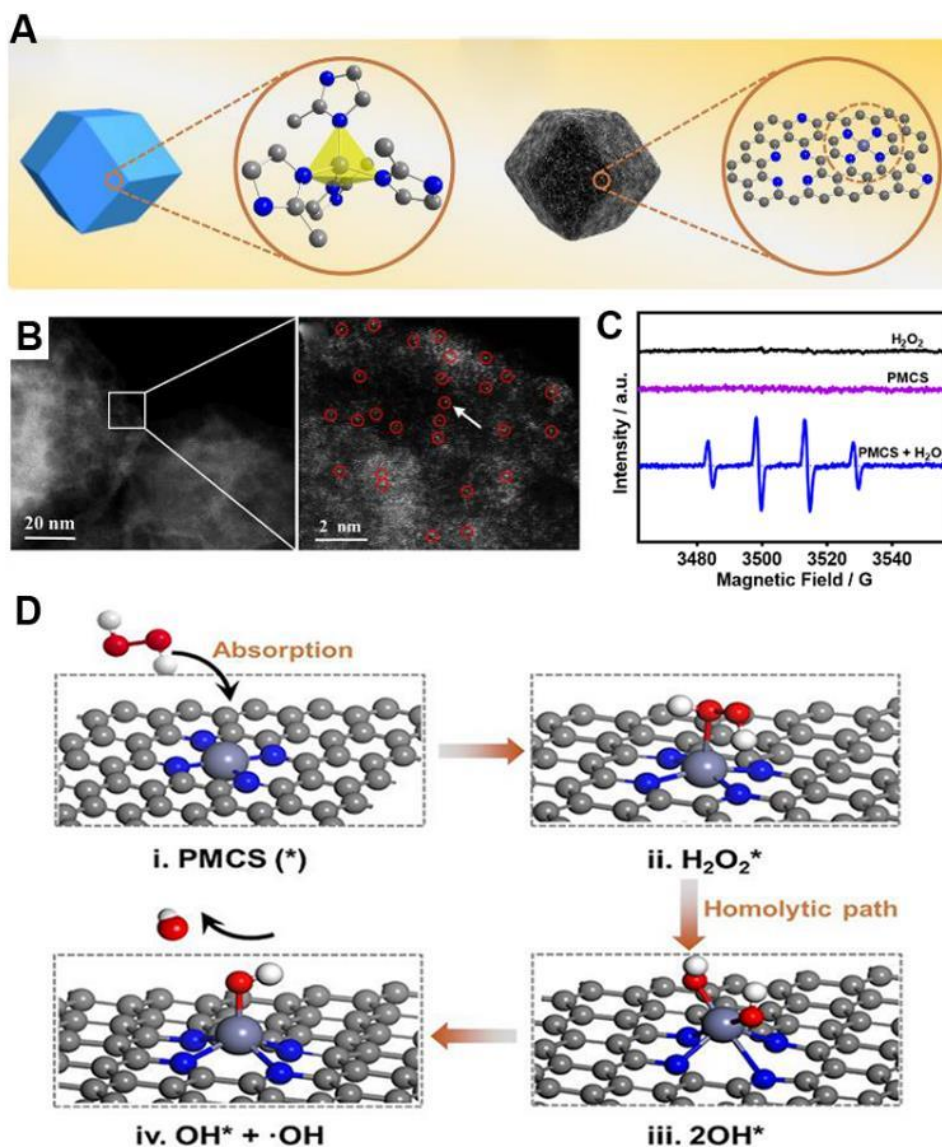 A
B
20 nm
2 nm
C
H₂O₂
PMCS
PMCS + H₂O
Intensity / a.u.
3480 3500 3520 3540
Magnetic Field / G
D
Absorption
i. PMCS (*)
ii. H₂O₂*
Homolytic path
iv. OH* + ·OH
iii. 2OH*